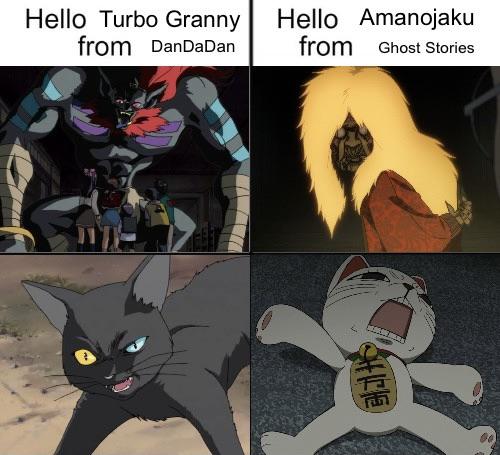 Hello Turbo Granny
from DanDaDan
Hello Amanojaku
from Ghost Stories
千万両